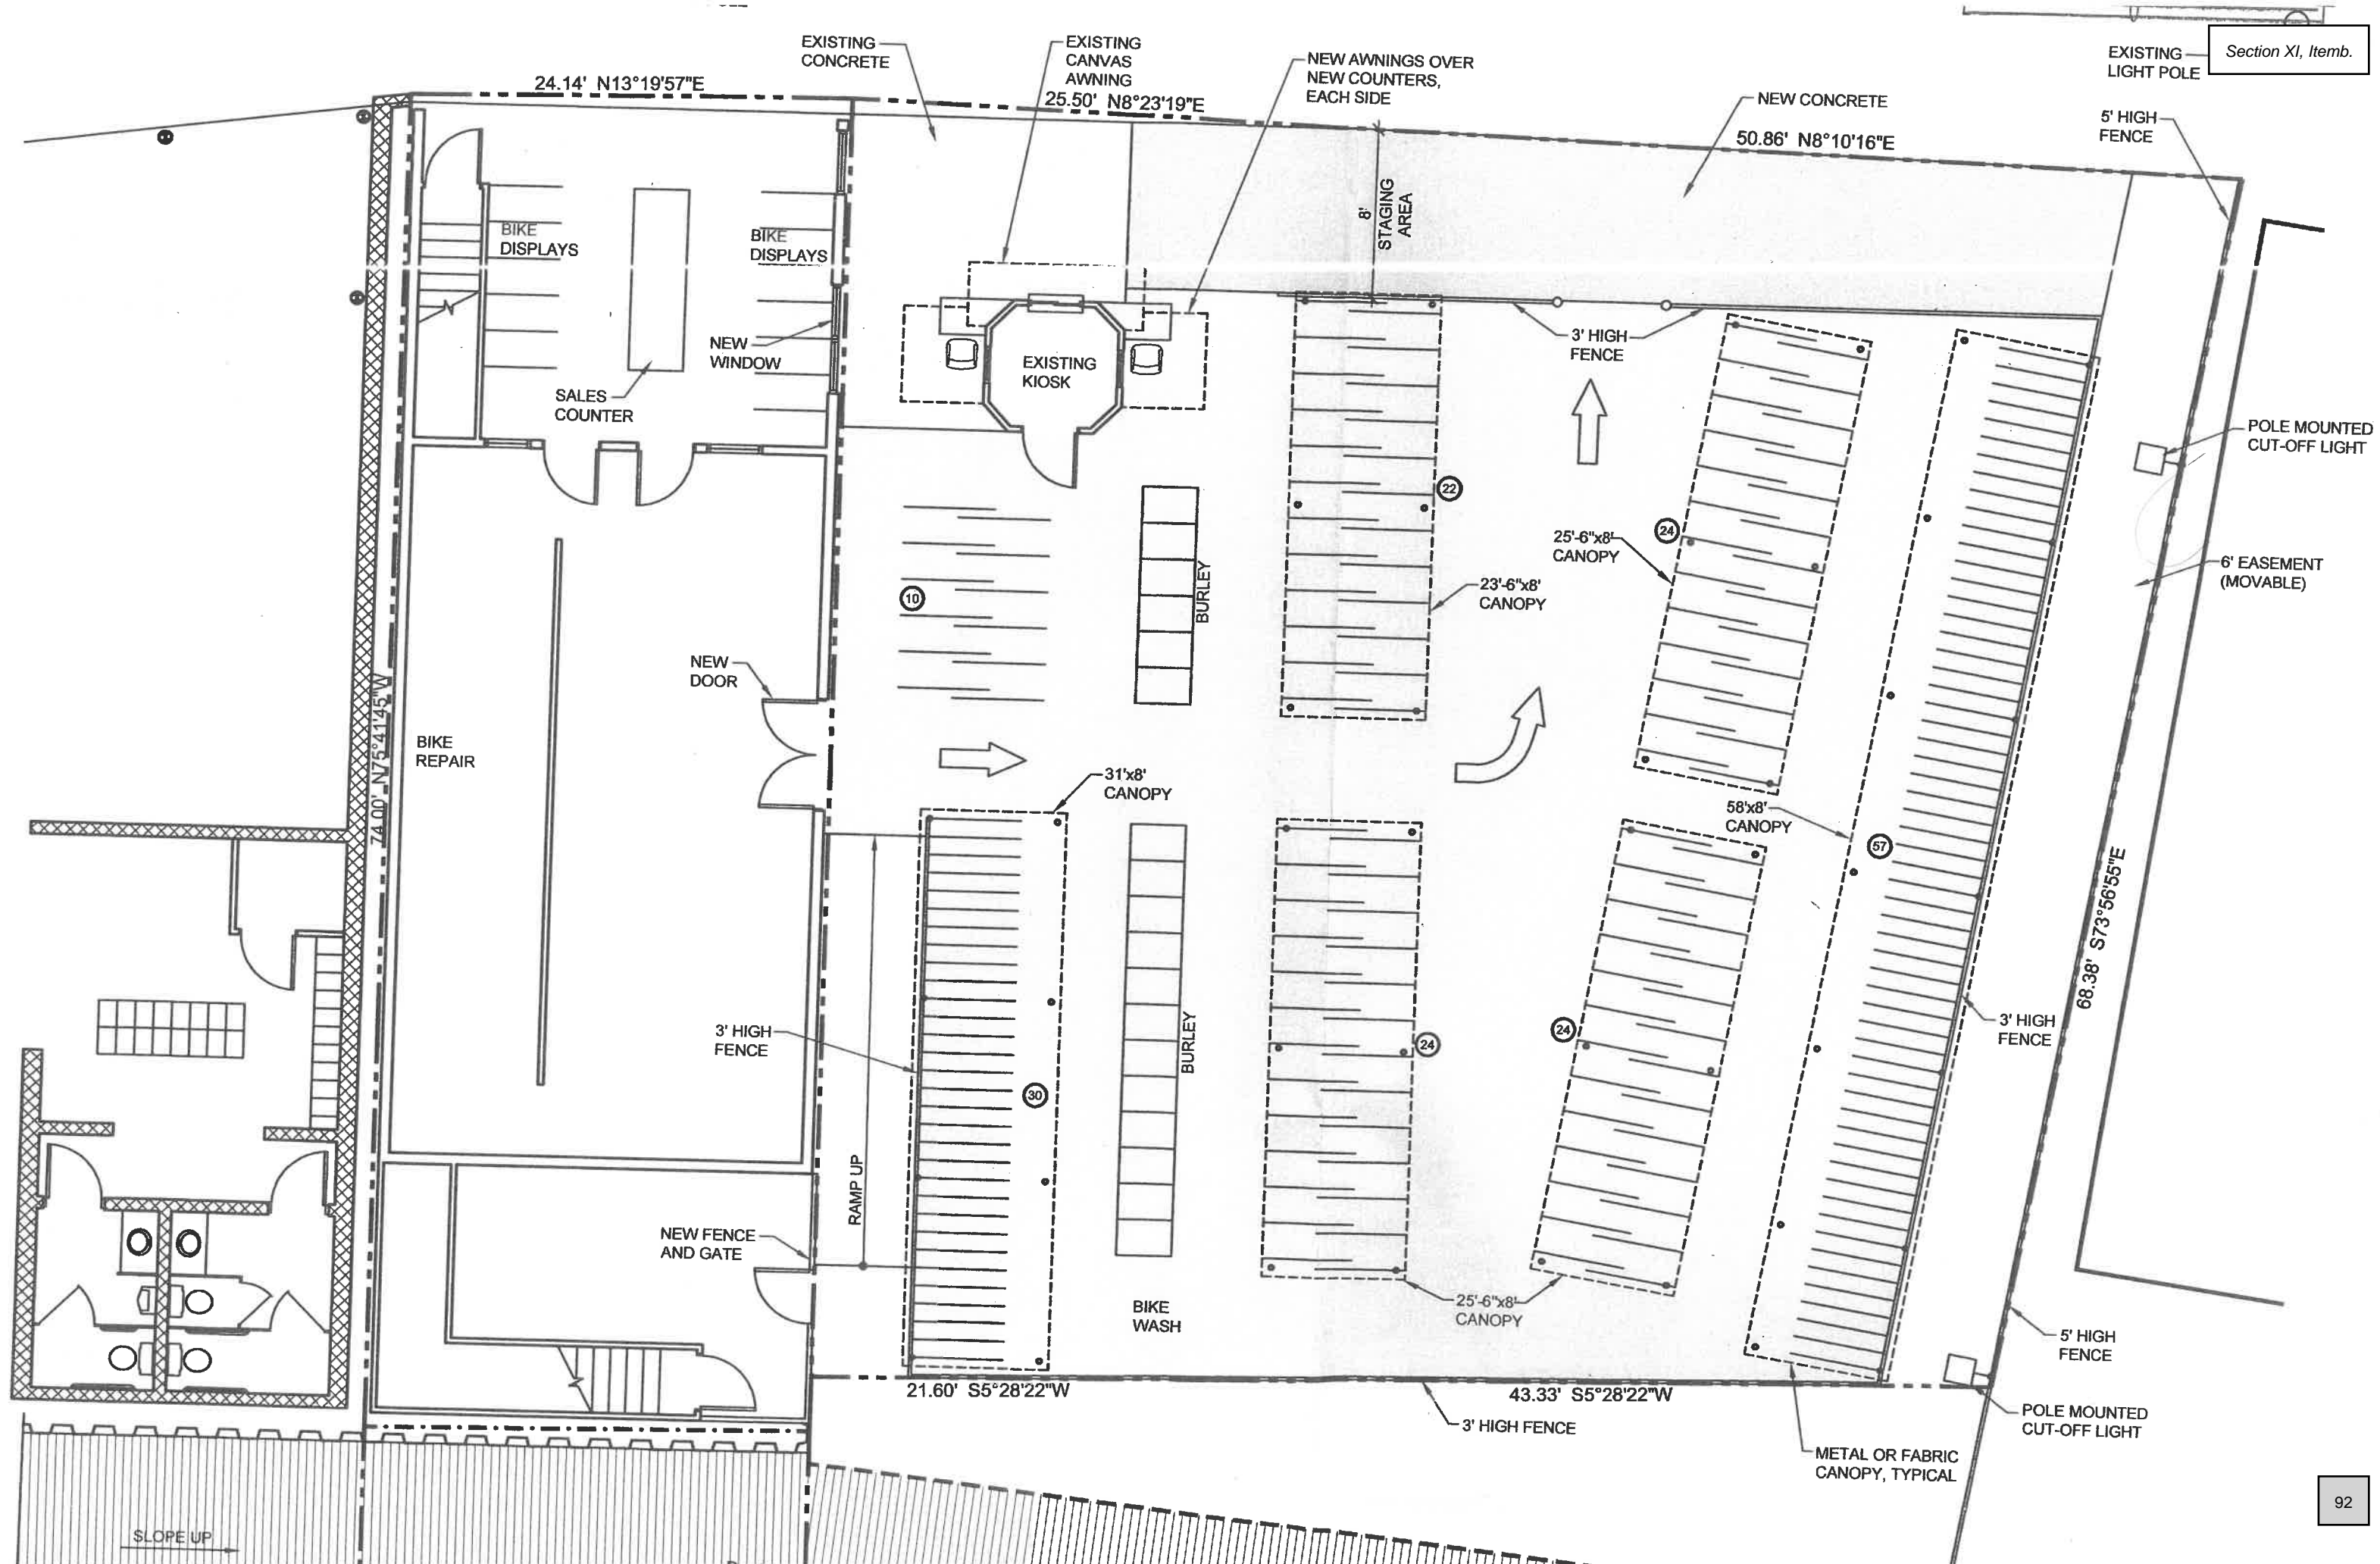 Section XI, Itemb.
EXISTING
CONCRETE
EXISTING
CANVAS
AWNING
NEW AWNINGS OVER
NEW COUNTERS,
EACH SIDE
EXISTING
LIGHT POLE
24.14' N13°19'57"E
25.50' N8°23'19"E
NEW CONCRETE
50.86' N8°10'16"E
5' HIGH
FENCE
8'
STAGING
AREA
BIKE
DISPLAYS
BIKE
DISPLAYS
NEW
WINDOW
SALES
COUNTER
EXISTING
KIOSK
3' HIGH
FENCE
POLE MOUNTED
CUT-OFF LIGHT
22
24
25'-6"x8'
CANOPY
23'-6"x8'
CANOPY
6' EASEMENT
(MOVABLE)
10
BURLEY
NEW
DOOR
74.00' N75°41'45"W
BIKE
REPAIR
31'x8'
CANOPY
58'x8'
CANOPY
57
68.38' S73°56'55"E
3' HIGH
FENCE
BURLEY
24
24
3' HIGH
FENCE
30
RAMP UP
NEW FENCE
AND GATE
BIKE
WASH
25'-6"x8'
CANOPY
5' HIGH
FENCE
21.60' S5°28'22"W
43.33' S5°28'22"W
3' HIGH FENCE
POLE MOUNTED
CUT-OFF LIGHT
METAL OR FABRIC
CANOPY, TYPICAL
92
SLOPE UP